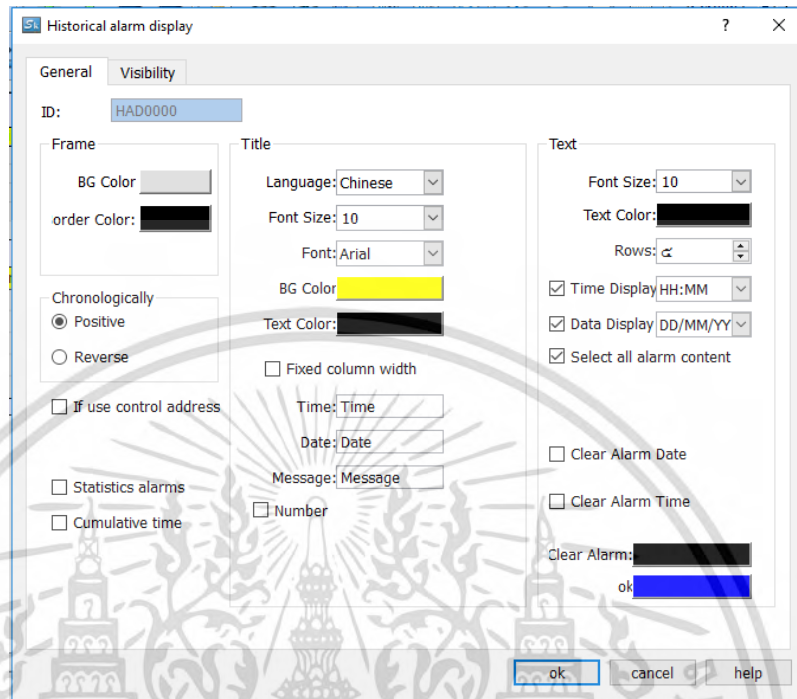 Sk Historical alarm display ? ×
General Visibility
ID: HAD0000
Frame
BG Color
order Color:
Chronologically
Positive
Reverse
If use control address
Statistics alarms
Cumulative time
Title
Language: Chinese
Font Size: 10
Font: Arial
BG Color
Text Color:
Fixed column width
Time: Time
Date: Date
Message: Message
Number
Text
Font Size: 10
Text Color:
Rows: ๕
Time Display HH:MM
Data Display DD/MM/YY
Select all alarm content
Clear Alarm Date
Clear Alarm Time
Clear Alarm:
ok
ok cancel help